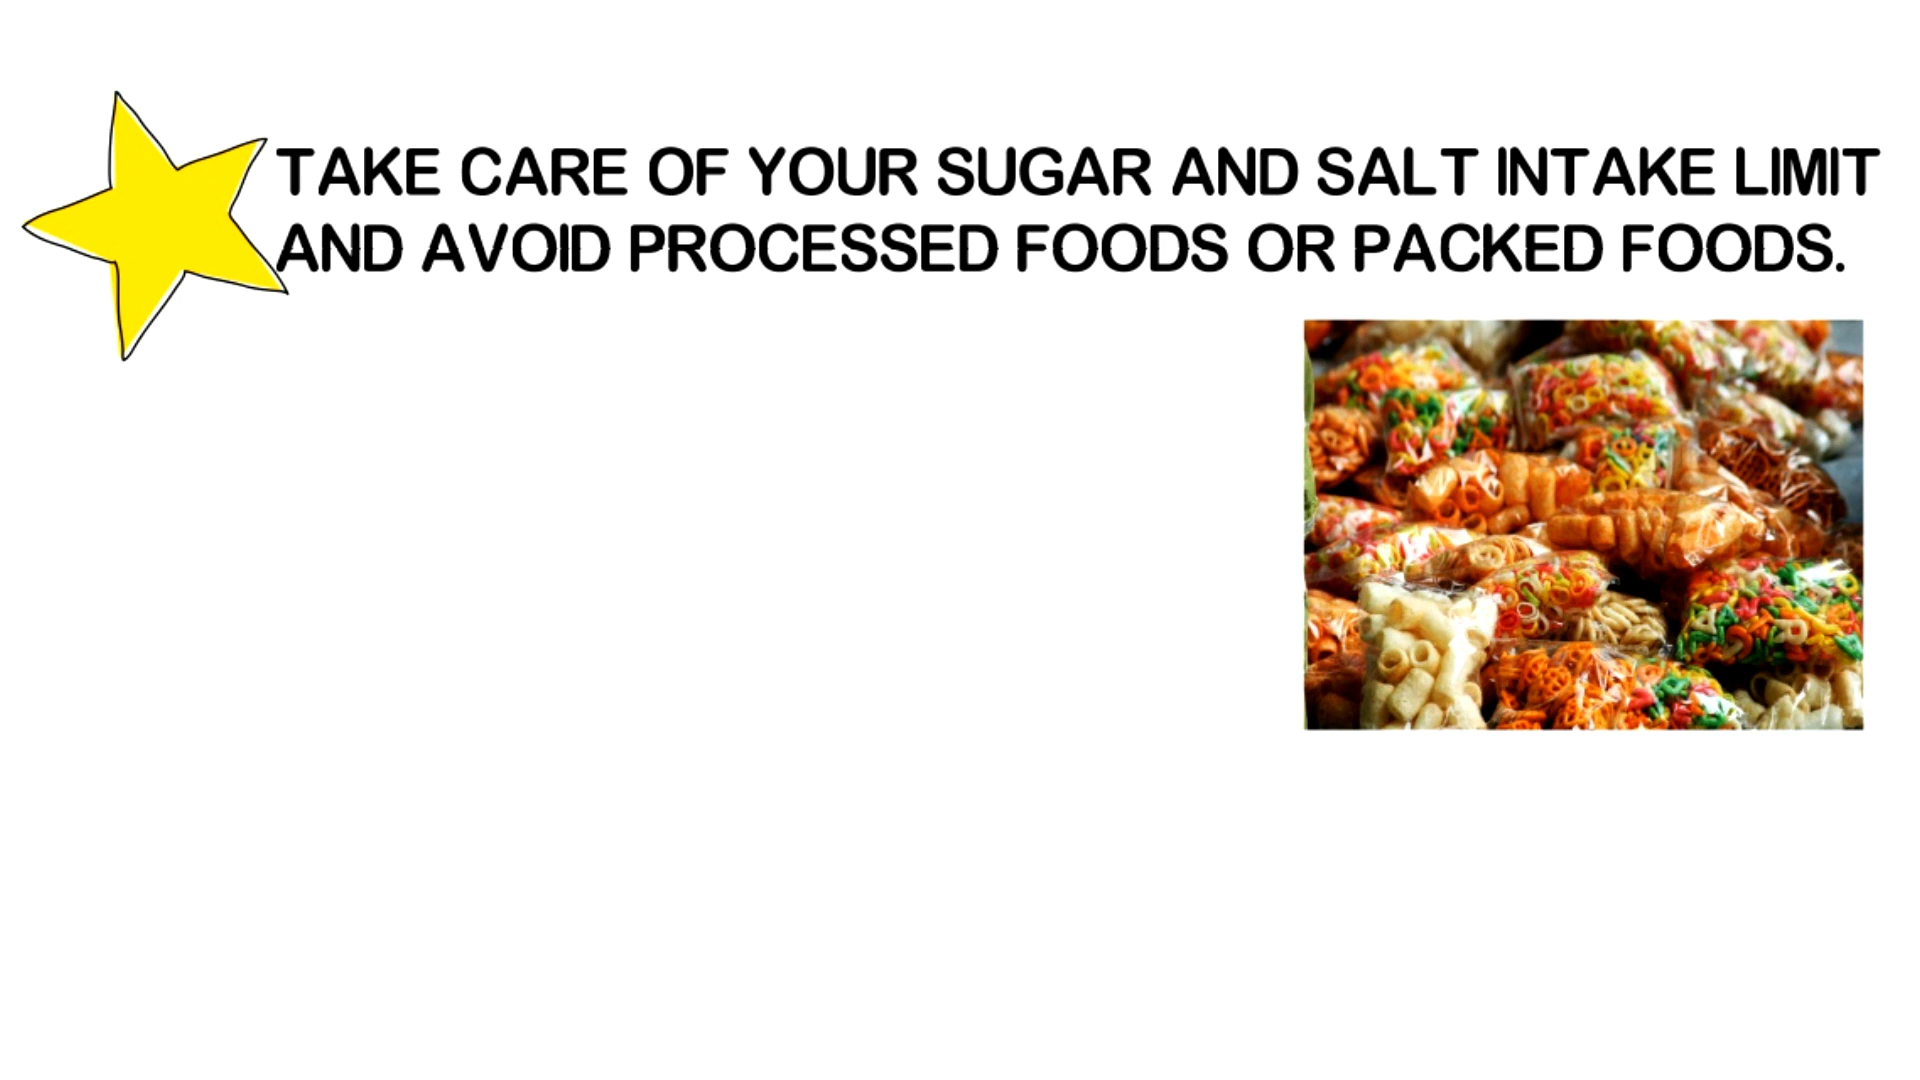 TAKE CARE OF YOUR SUGAR AND SALT INTAKE LIMIT
AND AVOID PROCESSED FOODS OR PACKED FOODS.